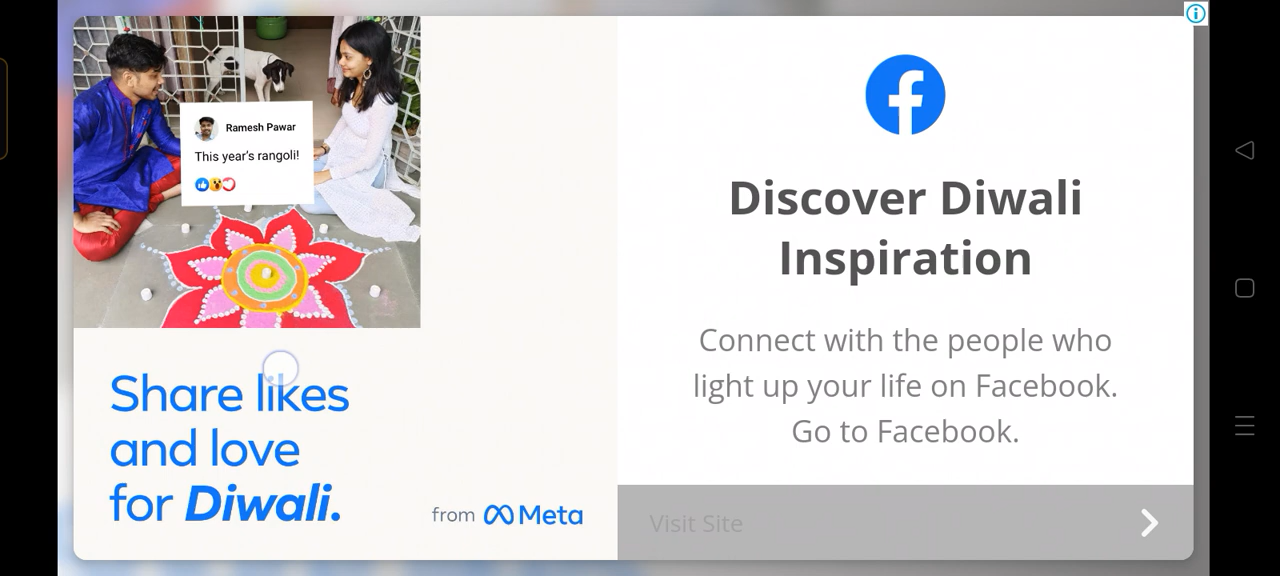 Ramesh Pawar
This year's rangoli!
Share likes
and love
for Diwali.
from Meta
Discover Diwali
Inspiration
Connect with the people who
light up your life on Facebook.
Go to Facebook.
Visit Site